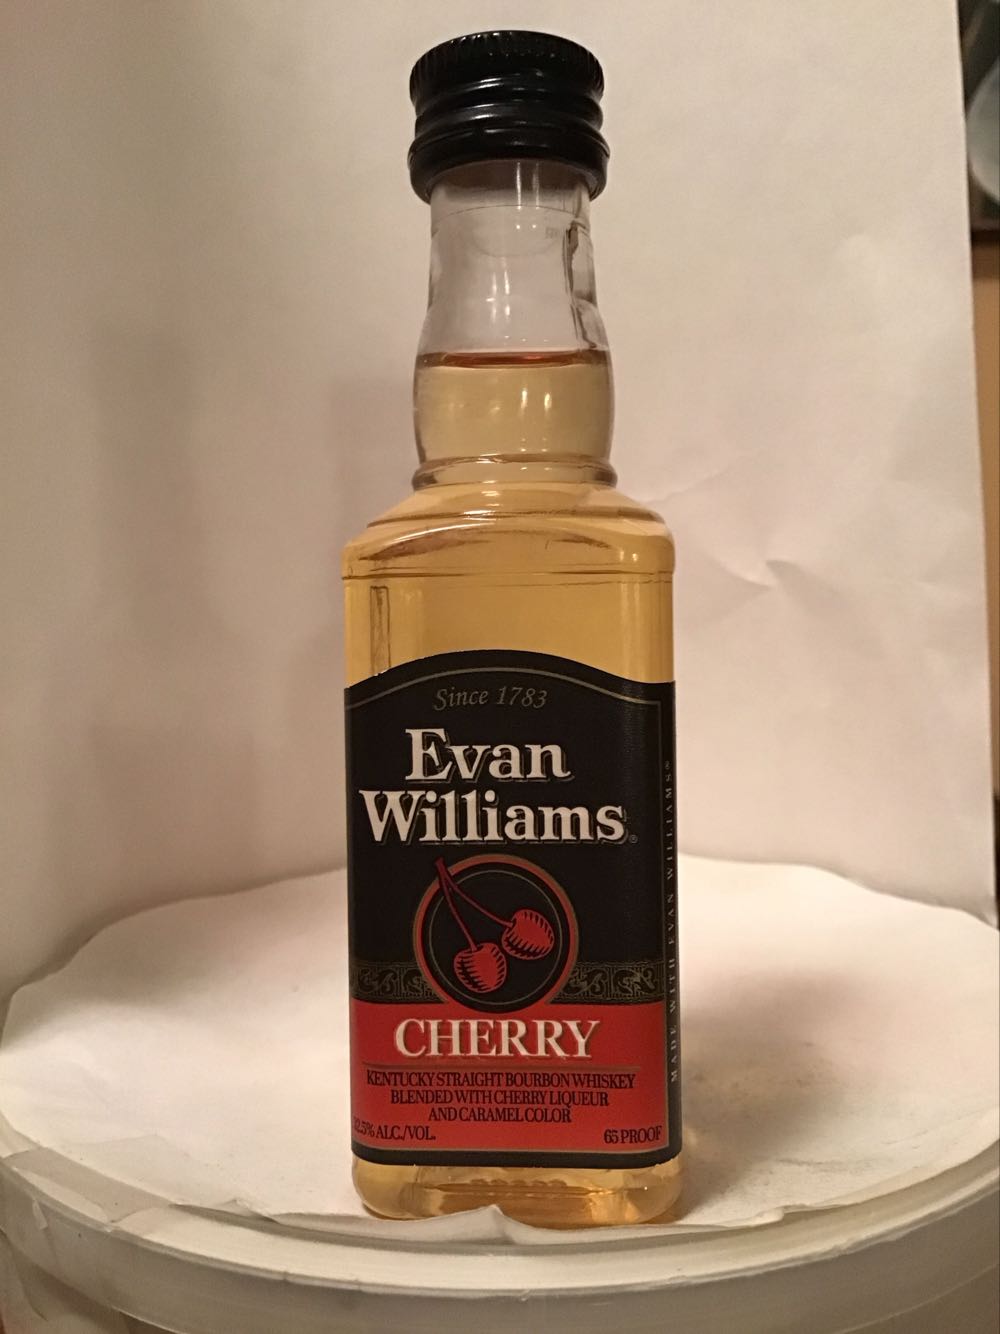 Since 1783
Evan
Williams®
CHERRY
KENTUCKY STRAIGHT BOURBON WHISKEY
BLENDED WITH CHERRY LIQUEUR
AND CARAMEL COLOR
32.5% ALC./VOL.
65 PROOF
MADE WITH EVAN WILLIAMS®